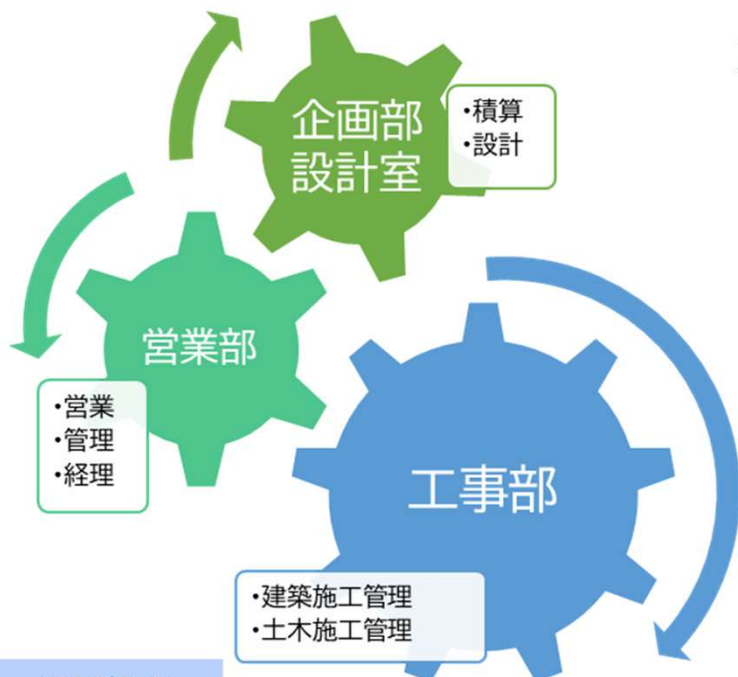 企画部
設計室
・積算
・設計
営業部
・営業
・管理
・経理
工事部
・建築施工管理
・土木施工管理